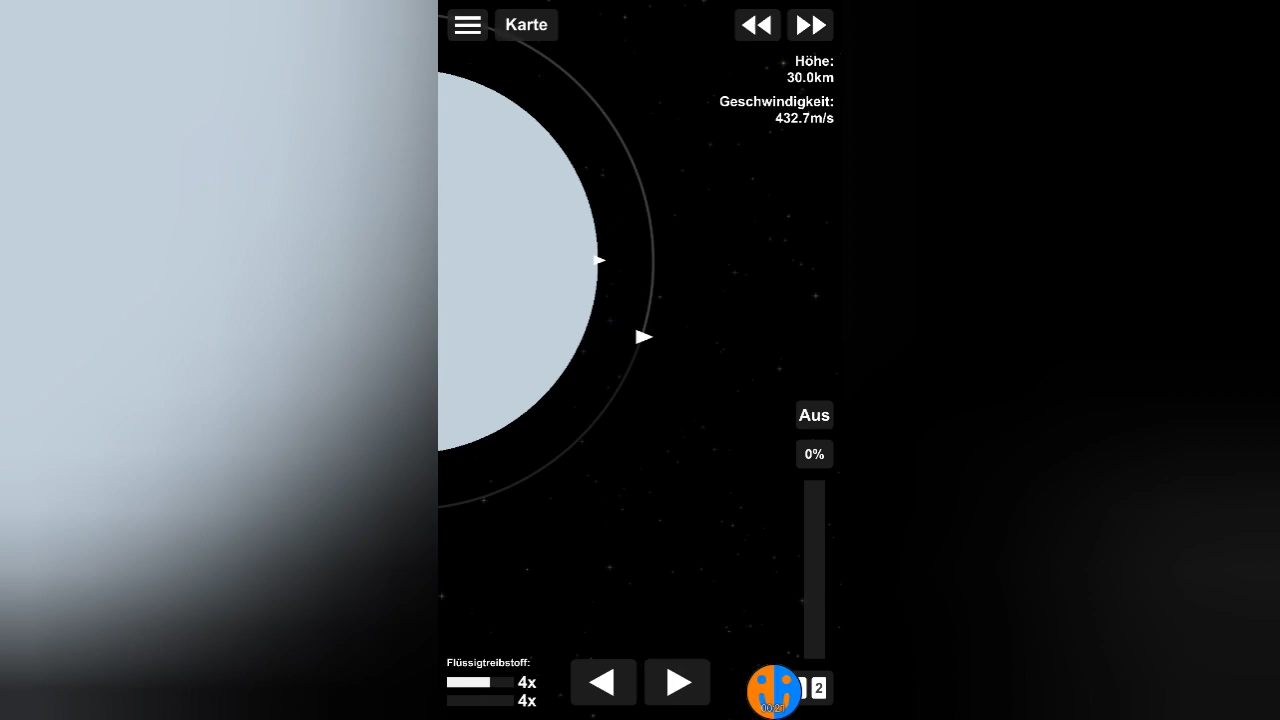 Karte
Höhe:
30.0km
Geschwindigkeit:
432.7m/s
Aus
0%
Flüssigtreibstoff:
4x
4x
2